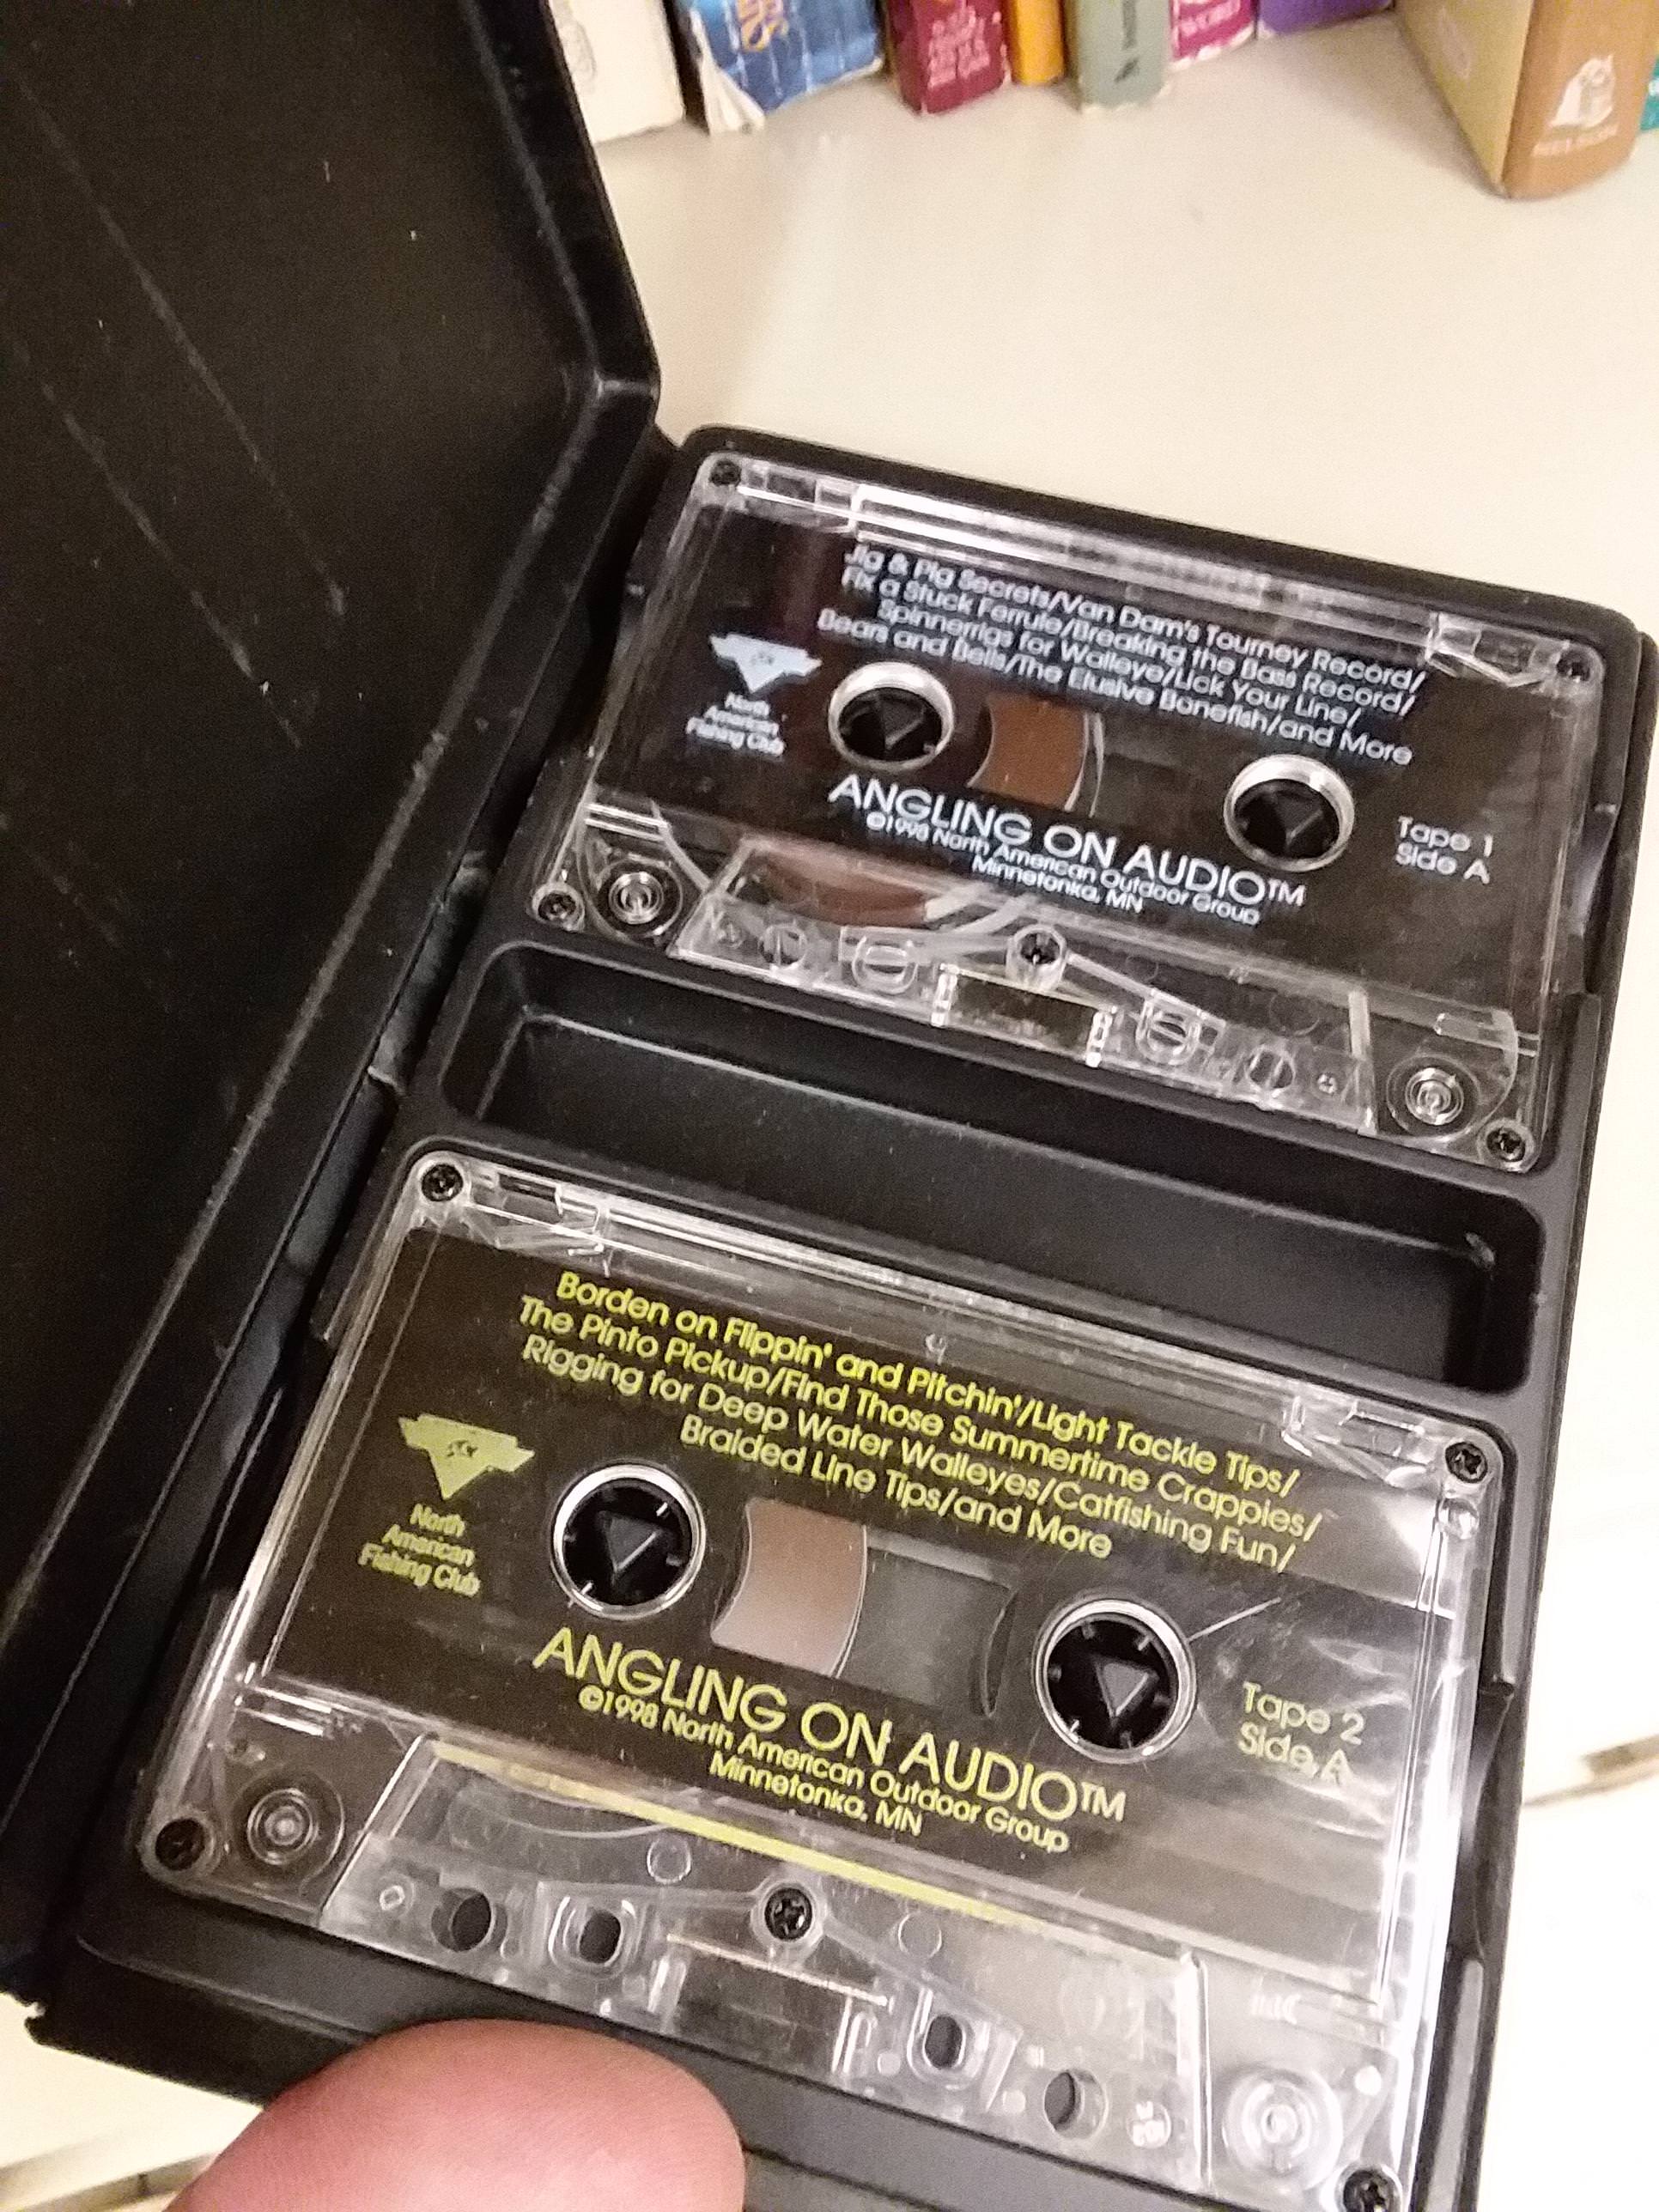 Jig & Pig Secrets/Van Dam's Tourney Record/
Fix a Stuck Ferrule/Breaking the Bass Record/
Spinnerrigs for Walleye/Lick Your Line/
Bears and Bells/The Elusive Bonefish/and More
North
American
Fishing Club
ANGLING ON AUDIO™
©1998 North American Outdoor Group
Minnetonka, MN
Tape 1
Side A
Borden on Flippin' and Pitchin'/Light Tackle Tips/
The Pinto Pickup/Find Those Summertime Crappies/
Rigging for Deep Water Walleyes/Catfishing Fun/
Braided Line Tips/and More
North
American
Fishing Club
ANGLING ON AUDIO™
©1998 North American Outdoor Group
Minnetonka, MN
Tape 2
Side A